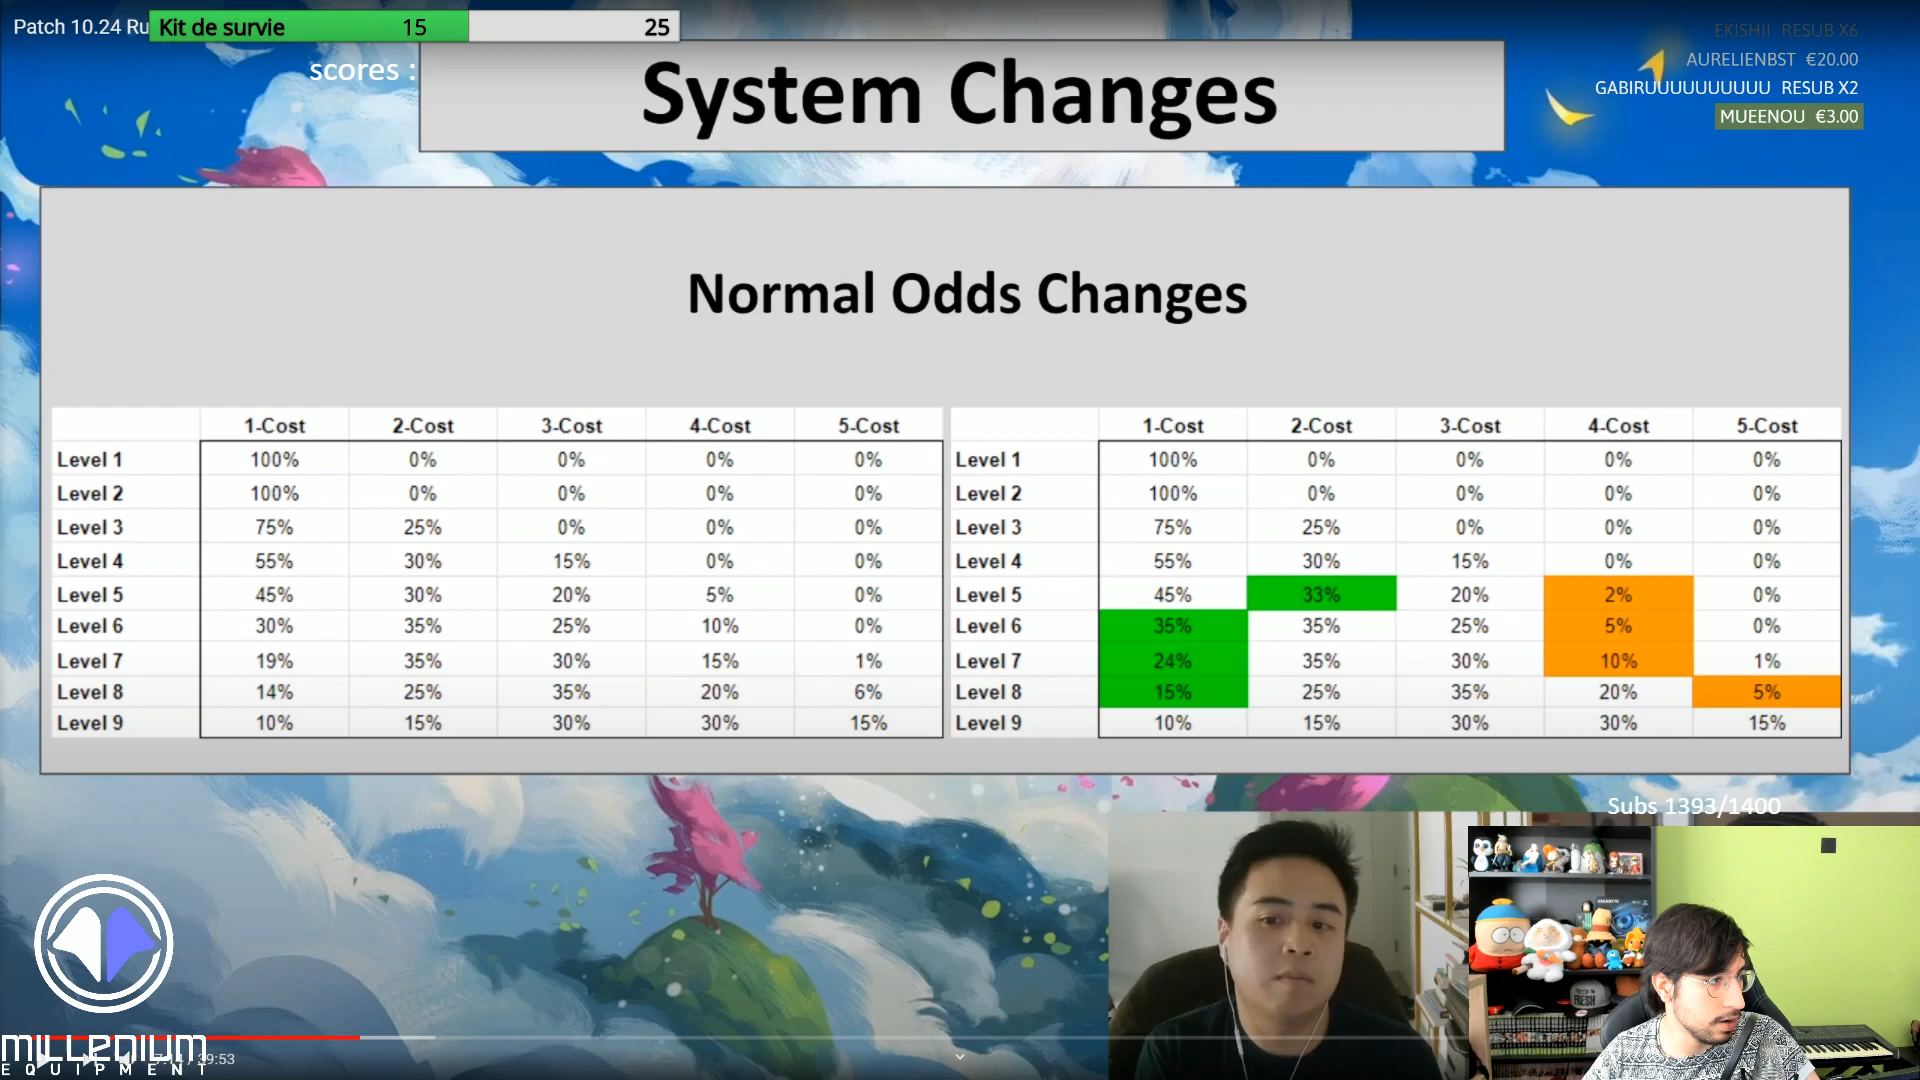 Patch 10.24 Ru
Kit de survie 15 25
scores :
EKISHII RESUB X6
AURELIENBST €20.00
GABIRUUUUUUUUUU RESUB X2
MUEENOU €3.00
System Changes
Normal Odds Changes
1-Cost 2-Cost 3-Cost 4-Cost 5-Cost
Level 1 100% 0% 0% 0% 0%
Level 2 100% 0% 0% 0% 0%
Level 3 75% 25% 0% 0% 0%
Level 4 55% 30% 15% 0% 0%
Level 5 45% 30% 20% 5% 0%
Level 6 30% 35% 25% 10% 0%
Level 7 19% 35% 30% 15% 1%
Level 8 14% 25% 35% 20% 6%
Level 9 10% 15% 30% 30% 15%
1-Cost 2-Cost 3-Cost 4-Cost 5-Cost
Level 1 100% 0% 0% 0% 0%
Level 2 100% 0% 0% 0% 0%
Level 3 75% 25% 0% 0% 0%
Level 4 55% 30% 15% 0% 0%
Level 5 45% 33% 20% 2% 0%
Level 6 35% 35% 25% 5% 0%
Level 7 24% 35% 30% 10% 1%
Level 8 15% 25% 35% 20% 5%
Level 9 10% 15% 30% 30% 15%
Subs 1393/1400
GIGABYTE
FRESH
MILLENIUM
EQUIPMENT